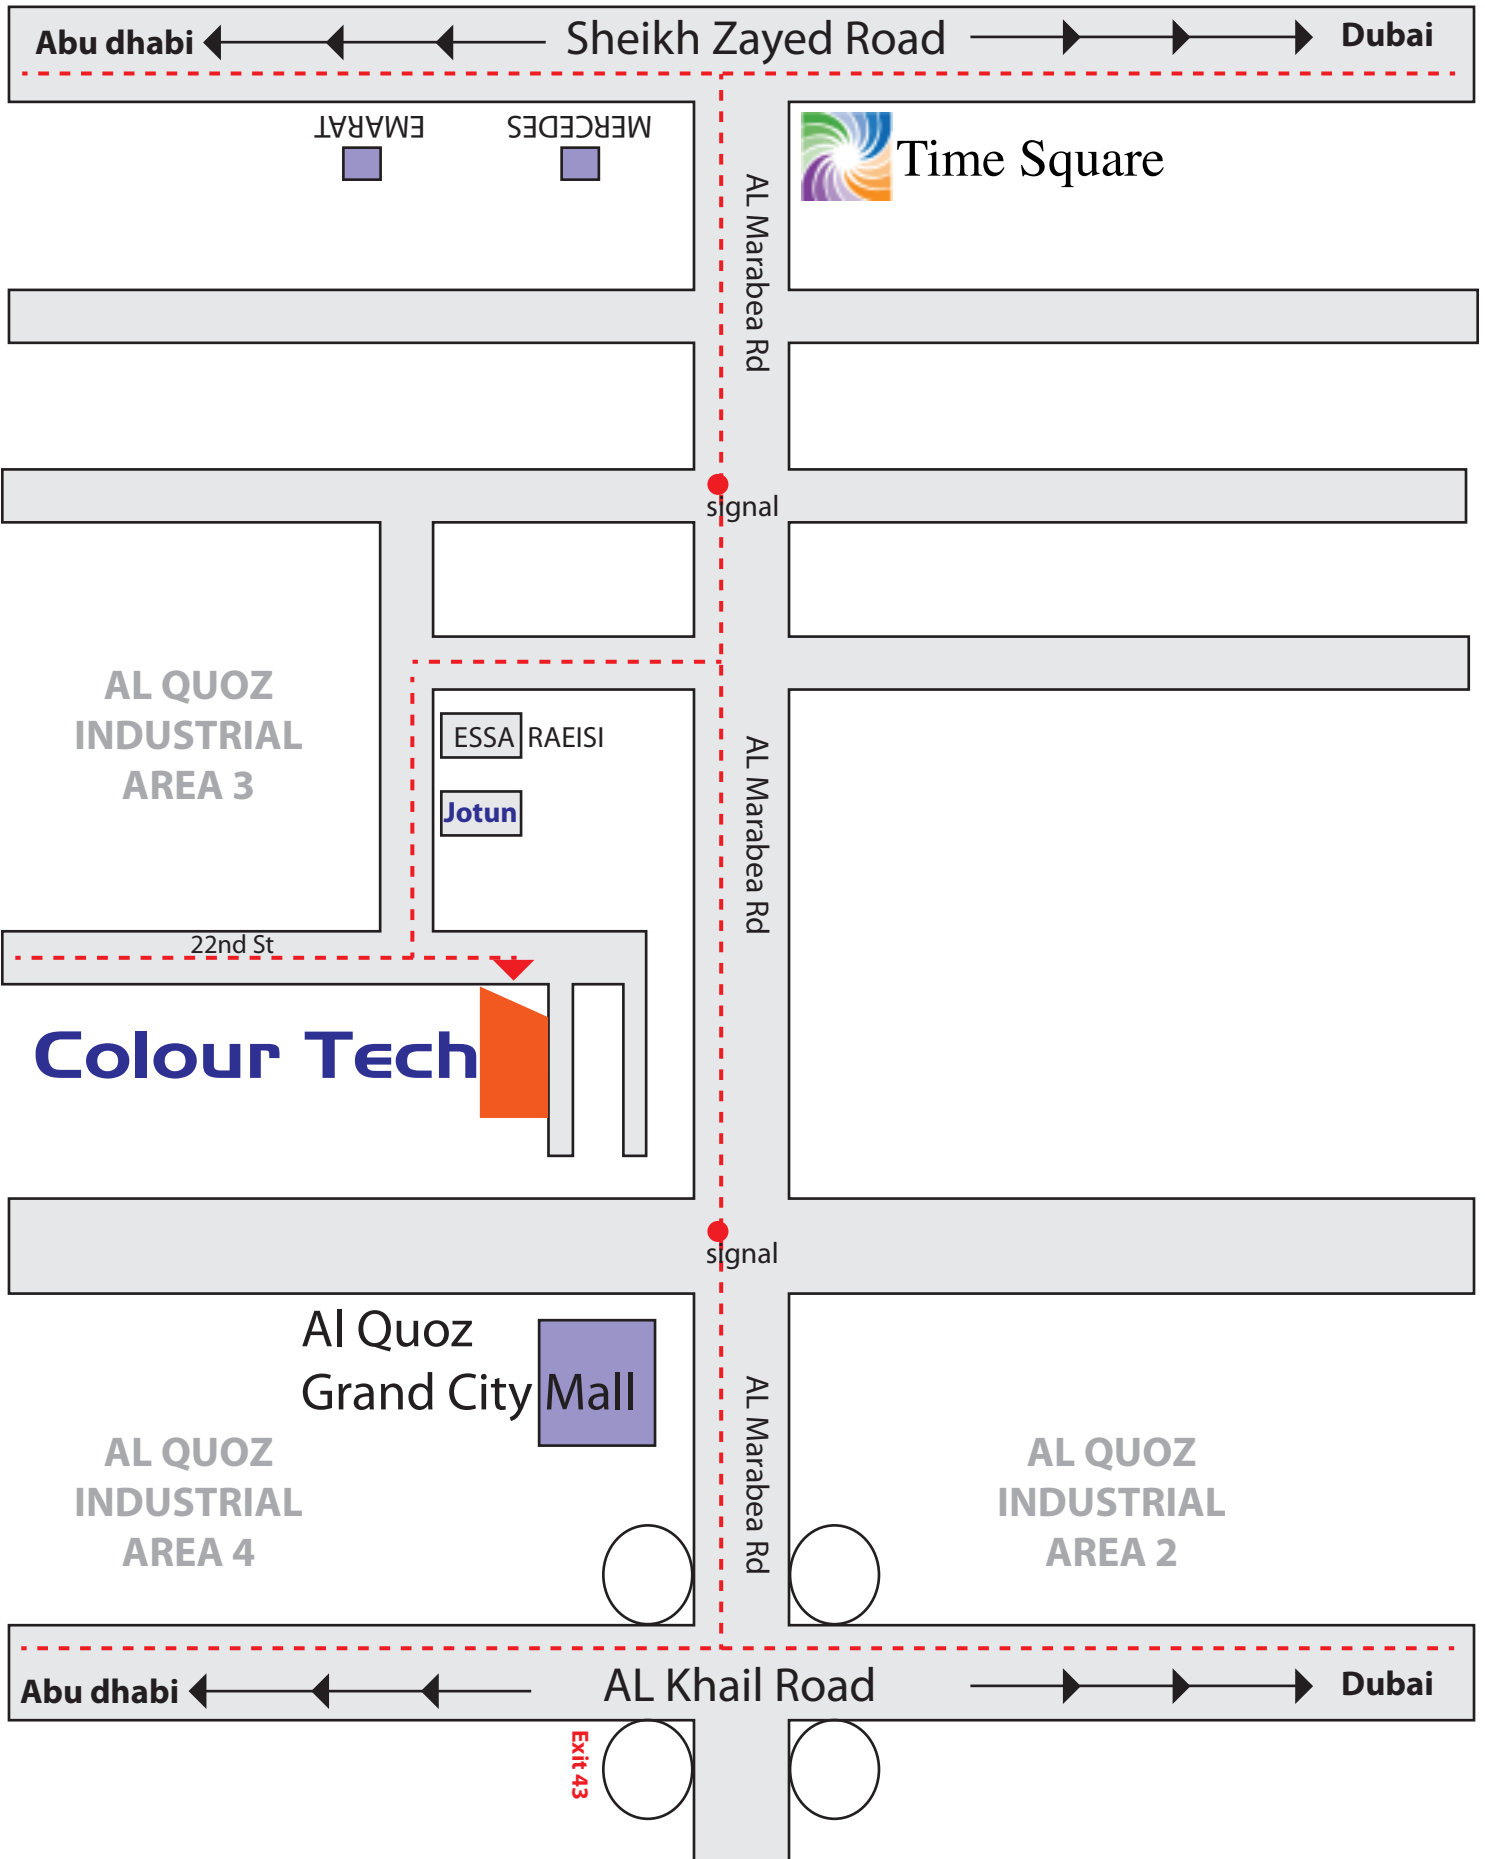 Abu dhabi
Sheikh Zayed Road
Dubai
EMARAT
MERCEDES
Time Square
AL Marabea Rd
signal
AL QUOZ
INDUSTRIAL
AREA 3
ESSA RAEISI
Jotun
AL Marabea Rd
22nd St
Colour Tech
signal
Al Quoz
Grand City Mall
AL Marabea Rd
AL QUOZ
INDUSTRIAL
AREA 4
AL QUOZ
INDUSTRIAL
AREA 2
Abu dhabi
AL Khail Road
Dubai
Exit 43